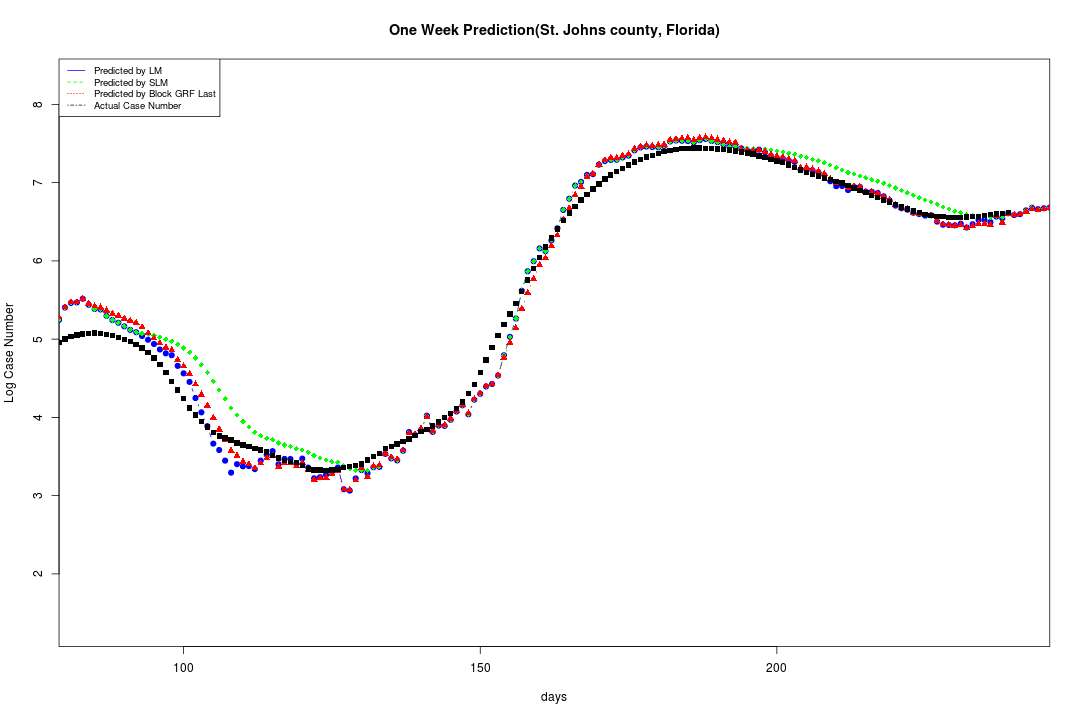 One Week Prediction(St. Johns county, Florida)
Predicted by LM
Predicted by SLM
Predicted by Block GRF Last
Actual Case Number
8
7
6
5
4
3
2
Log Case Number
100 150 200
days